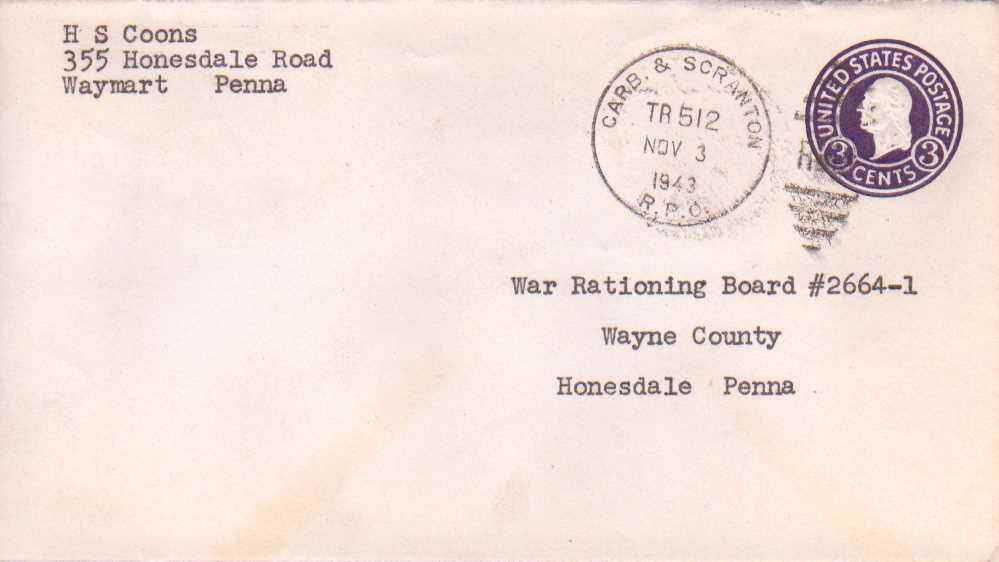 H S Coons
355 Honesdale Road
Waymart Penna
CARB. & SCRANTON
TR 512
NOV 3
1943
R.P.O.
UNITED STATES POSTAGE
3 CENTS 3
War Rationing Board #2664-1
Wayne County
Honesdale Penna